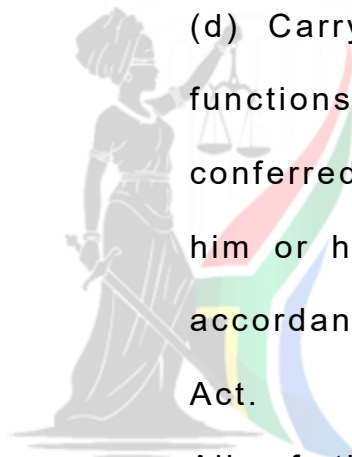 (d) Carry
functions
conferred
him or h
accordan
Act.